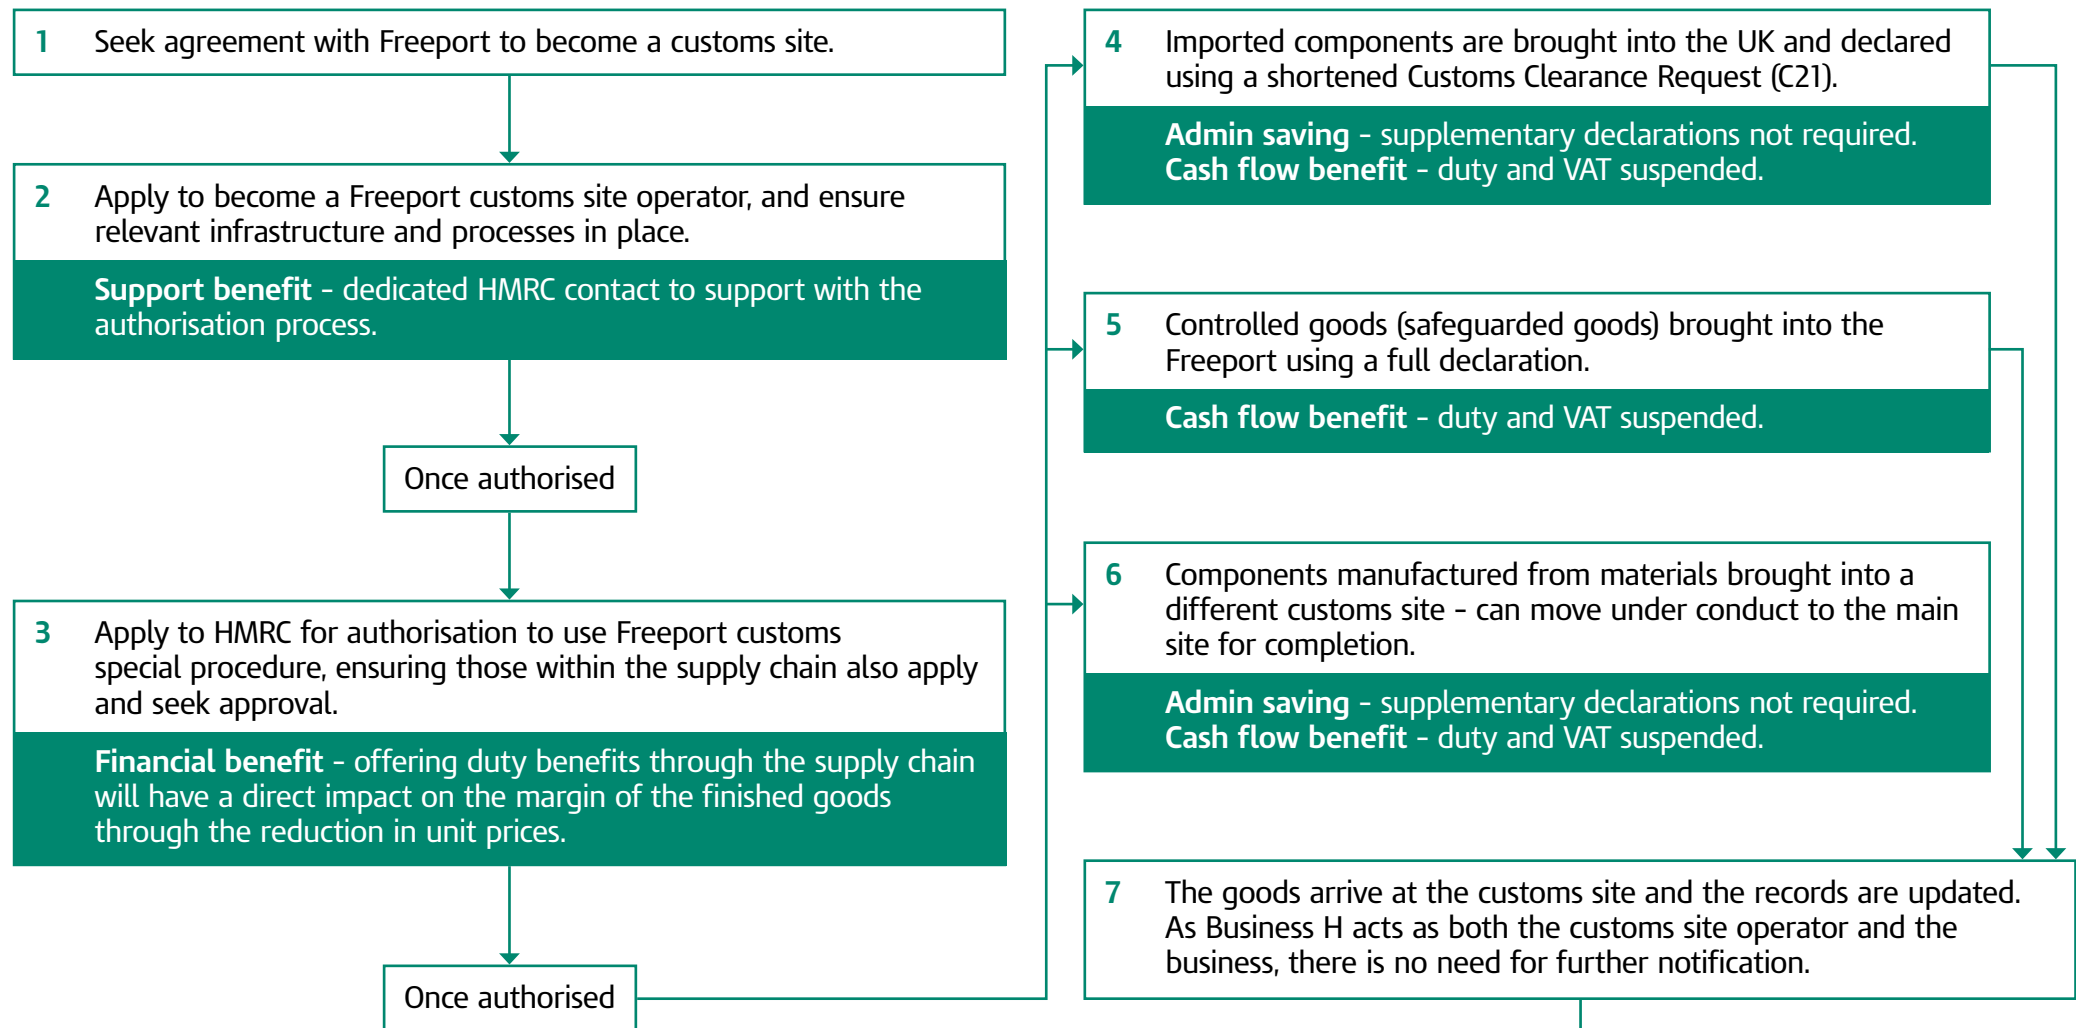 1 Seek agreement with Freeport to become a customs site.
2 Apply to become a Freeport customs site operator, and ensure
relevant infrastructure and processes in place.
Support benefit – dedicated HMRC contact to support with the
authorisation process.
Once authorised
3 Apply to HMRC for authorisation to use Freeport customs
special procedure, ensuring those within the supply chain also apply
and seek approval.
Financial benefit – offering duty benefits through the supply chain
will have a direct impact on the margin of the finished goods
through the reduction in unit prices.
Once authorised
4 Imported components are brought into the UK and declared
using a shortened Customs Clearance Request (C21).
Admin saving – supplementary declarations not required.
Cash flow benefit – duty and VAT suspended.
5 Controlled goods (safeguarded goods) brought into the
Freeport using a full declaration.
Cash flow benefit – duty and VAT suspended.
6 Components manufactured from materials brought into a
different customs site – can move under conduct to the main
site for completion.
Admin saving – supplementary declarations not required.
Cash flow benefit – duty and VAT suspended.
7 The goods arrive at the customs site and the records are updated.
As Business H acts as both the customs site operator and the
business, there is no need for further notification.